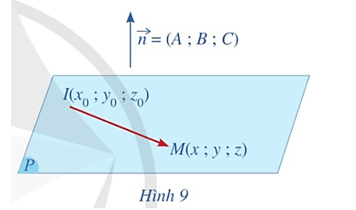 n⃗ = (A ; B ; C)
I(x₀ ; y₀ ; z₀)
M(x ; y ; z)
P
Hình 9